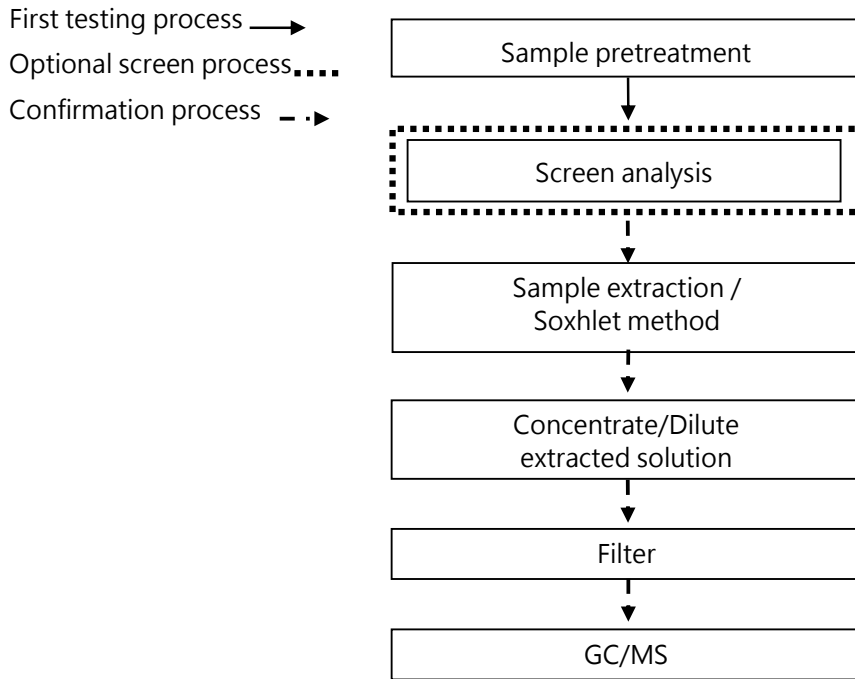 First testing process
Optional screen process
Confirmation process
Sample pretreatment
Screen analysis
Sample extraction /
Soxhlet method
Concentrate/Dilute
extracted solution
Filter
GC/MS